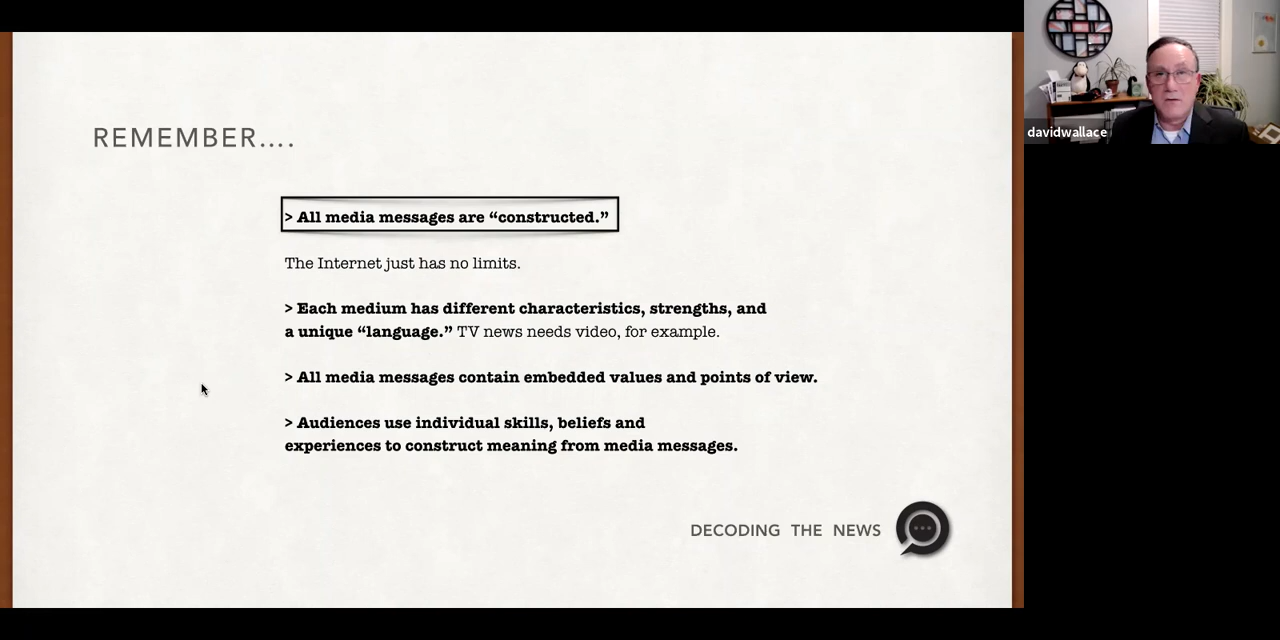 REMEMBER....
> All media messages are “constructed.”
The Internet just has no limits.
> Each medium has different characteristics, strengths, and
a unique “language.” TV news needs video, for example.
> All media messages contain embedded values and points of view.
> Audiences use individual skills, beliefs and
experiences to construct meaning from media messages.
DECODING THE NEWS
davidwallace